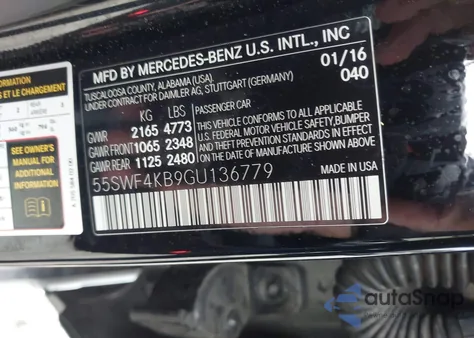 MFD BY MERCEDES-BENZ U.S. INTL., INC
TUSCALOOSA COUNTY, ALABAMA (USA).
UNDER CONTRACT FOR DAIMLER AG, STUTTGART (GERMANY)
01/16
040
KG LBS
GVWR 2165 4773
GAWR FRONT 1065 2348
GAWR REAR 1125 2480
PASSENGER CAR
THIS VEHICLE CONFORMS TO ALL APPLICABLE
U.S. FEDERAL MOTOR VEHICLE SAFETY, BUMPER,
AND THEFT PREVENTION STANDARDS IN EFFECT
ON THE DATE OF MANUFACTURE SHOWN ABOVE.
MADE IN USA
55SWF4KB9GU136779
INFORMATION
SEE OWNER'S
MANUAL FOR
ADDITIONAL
INFORMATION
autoSnap